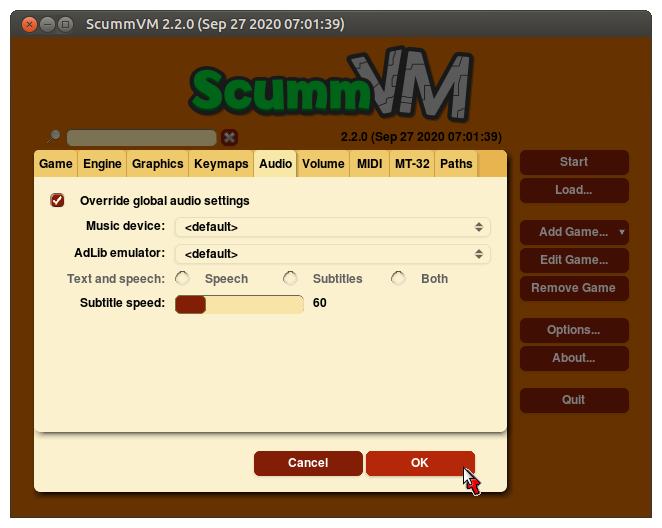 ScummVM 2.2.0 (Sep 27 2020 07:01:39)
ScummVM
2.2.0 (Sep 27 2020 07:01:39)
Game Engine Graphics Keymaps Audio Volume MIDI MT-32 Paths
Override global audio settings
Music device: <default>
AdLib emulator: <default>
Text and speech: Speech Subtitles Both
Subtitle speed: 60
Cancel OK
Start
Load...
Add Game...
Edit Game...
Remove Game
Options...
About...
Quit